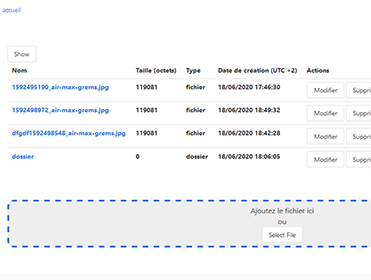 accueil
Show
Nom Taille (octets) Type Date de création (UTC +2) Actions
1592495190_air-max-grems.jpg 119081 fichier 18/06/2020 17:46:30 Modifier Suppri
1592498972_air-max-grems.jpg 119081 fichier 18/06/2020 18:49:32 Modifier Suppri
dfgdf1592498548_air-max-grems.jpg 119081 fichier 18/06/2020 18:42:28 Modifier Suppri
dossier 0 dossier 18/06/2020 18:06:05 Modifier Suppri
Ajoutez le fichier ici
ou
Select File